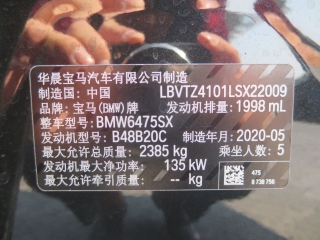 华晨宝马汽车有限公司制造
制造国：中国 LBVTZ4101LSX22009
品牌：宝马(BMW)牌 发动机排量：1998 mL
整车型号：BMW6475SX
发动机型号：B48B20C 制造年月：2020-05
最大允许总质量：2385 kg 乘坐人数：5
发动机最大净功率：135 kW
最大允许牵引质量：-- kg
475
8 738 756